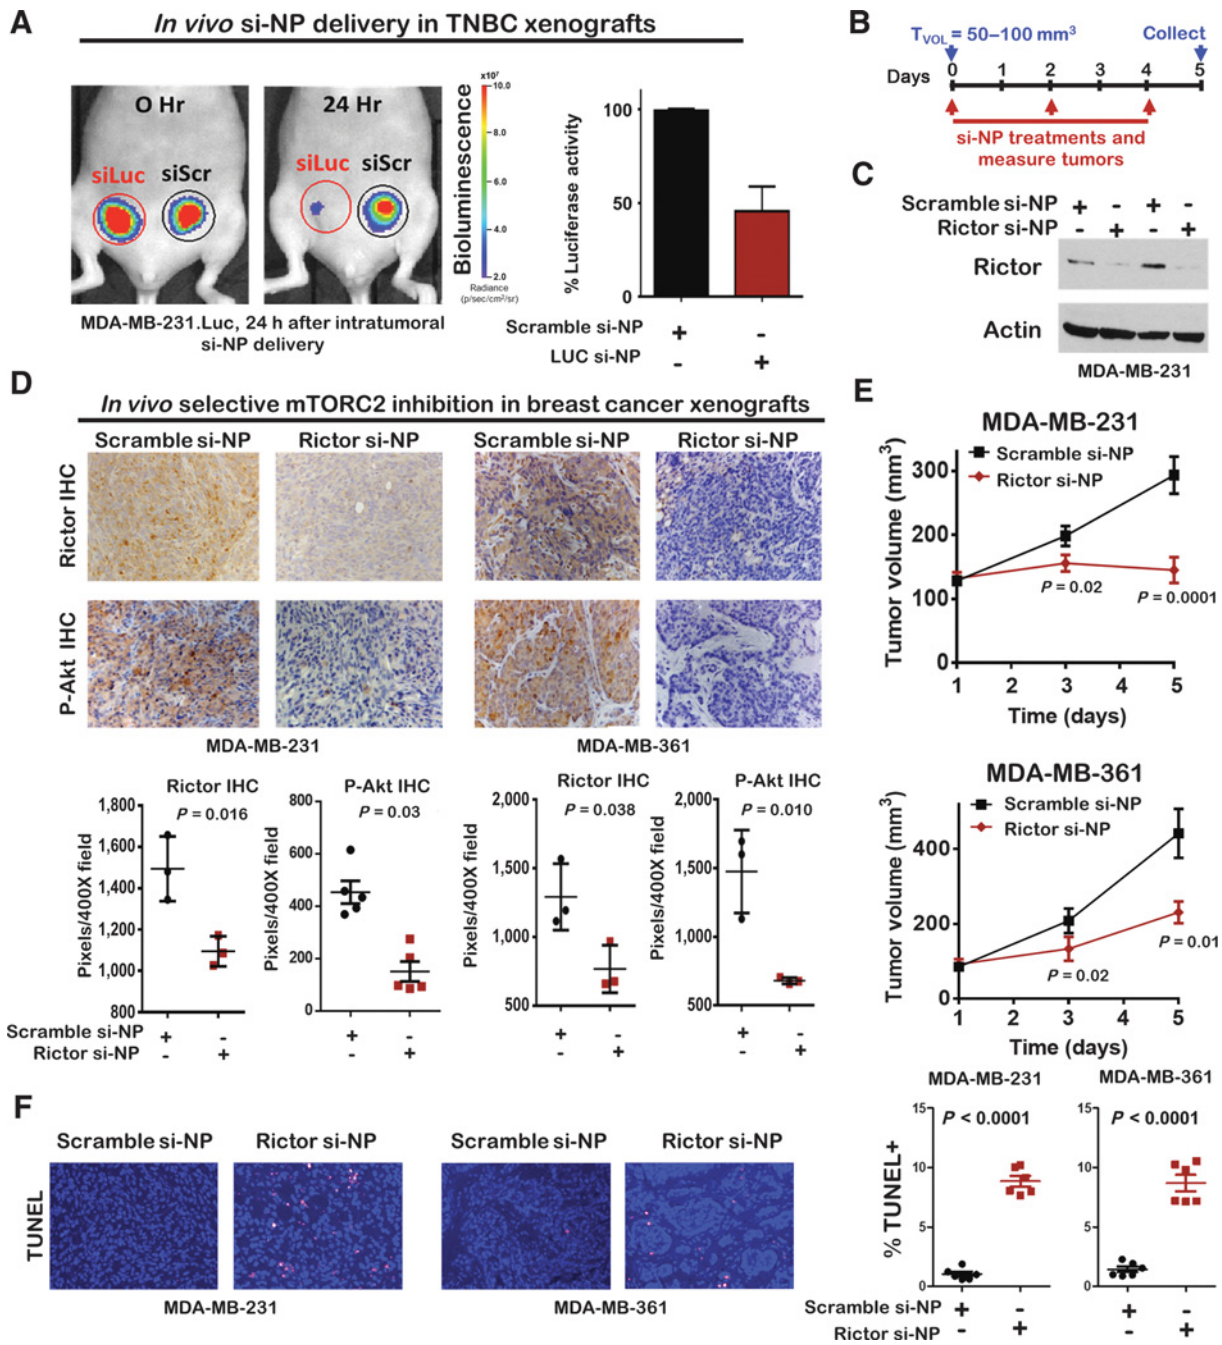 A
In vivo si-NP delivery in TNBC xenografts
O Hr
24 Hr
siLuc
siScr
siLuc
siScr
Bioluminescence
x10⁷
10.0
8.0
6.0
4.0
2.0
Radiance
(p/sec/cm²/sr)
MDA-MB-231.Luc, 24 h after intratumoral
si-NP delivery
% Luciferase activity
100
50
0
Scramble si-NP + -
LUC si-NP - +
B
TVOL = 50–100 mm³
Collect
Days 0 1 2 3 4 5
si-NP treatments and
measure tumors
C
Scramble si-NP + - + -
Rictor si-NP - + - +
Rictor
Actin
MDA-MB-231
D
In vivo selective mTORC2 inhibition in breast cancer xenografts
Scramble si-NP Rictor si-NP Scramble si-NP Rictor si-NP
Rictor IHC
P-Akt IHC
MDA-MB-231 MDA-MB-361
Rictor IHC
P = 0.016
Pixels/400X field
1,800
1,600
1,400
1,200
1,000
800
P-Akt IHC
P = 0.03
Pixels/400X field
800
600
400
200
0
Rictor IHC
P = 0.038
Pixels/400X field
2,000
1,500
1,000
500
P-Akt IHC
P = 0.010
Pixels/400X field
2,000
1,500
1,000
500
Scramble si-NP + - + - + - + -
Rictor si-NP - + - + - + - +
E
MDA-MB-231
Scramble si-NP
Rictor si-NP
Tumor volume (mm³)
300
200
100
0
P = 0.02
P = 0.0001
1 2 3 4 5
Time (days)
MDA-MB-361
Scramble si-NP
Rictor si-NP
Tumor volume (mm³)
400
200
0
P = 0.02
P = 0.01
1 2 3 4 5
Time (days)
F
Scramble si-NP Rictor si-NP Scramble si-NP Rictor si-NP
TUNEL
MDA-MB-231 MDA-MB-361
MDA-MB-231
P < 0.0001
% TUNEL+
15
10
5
0
MDA-MB-361
P < 0.0001
15
10
5
0
Scramble si-NP + - + -
Rictor si-NP - + - +